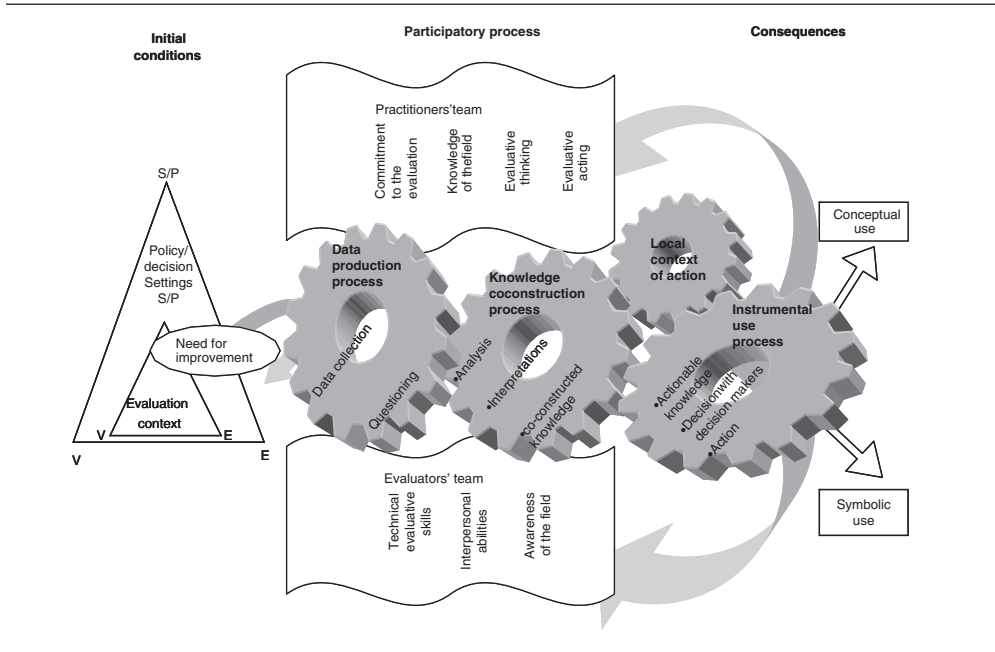 Initial
conditions
Participatory process
Consequences
Practitioners'team
Commitment
to the
evaluation
Knowledge
of thefield
Evaluative
thinking
Evaluative
acting
S/P
Policy/
decision
Settings
S/P
Need for
improvement
Evaluation
context
V
E
V
E
Data
production
process
Data collection
Questioning
Knowledge
coconstruction
process
•Analysis
•Interpretations
•co-constructed
knowledge
Local
context
of action
Instrumental
use
process
•Actionable
knowledge
•Decisionwith
decision makers
•Action
Conceptual
use
Symbolic
use
Evaluators' team
Technical
evaluative
skills
Interpersonal
abilities
Awareness
of the field